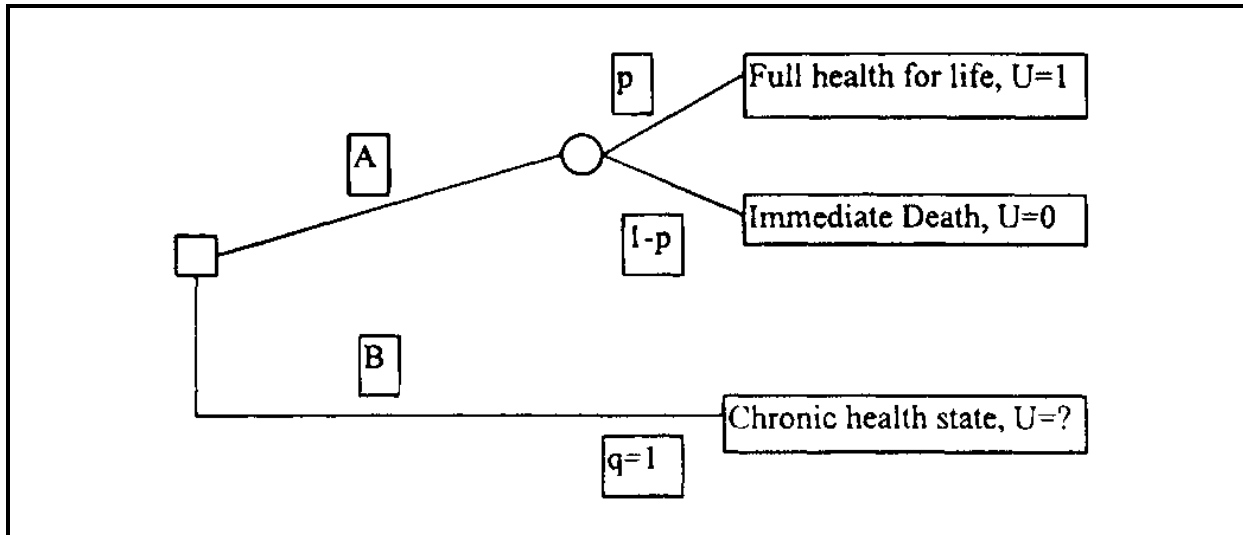 p
Full health for life, U=1
A
Immediate Death, U=0
1-p
B
Chronic health state, U=?
q=1